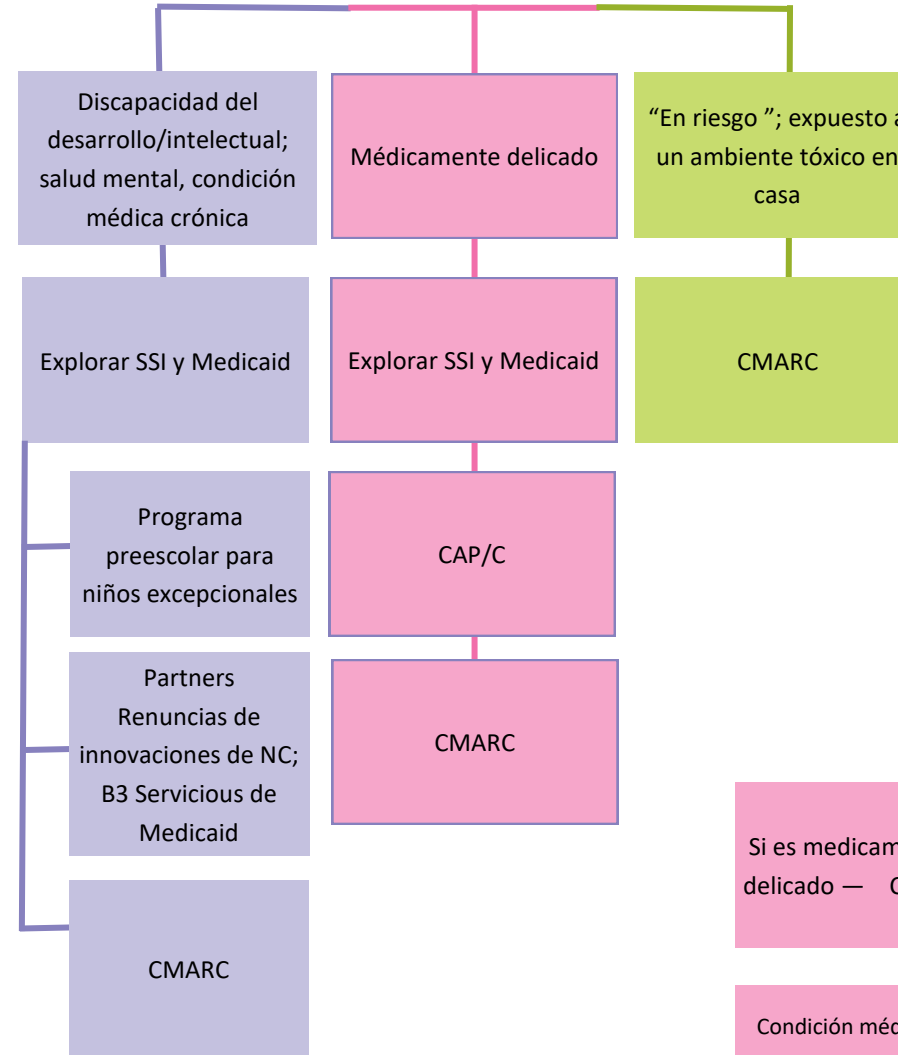 Discapacidad del
desarrollo/intelectual;
salud mental, condición
médica crónica
Médicamente delicado
“En riesgo ”; expuesto a
un ambiente tóxico en
casa
Explorar SSI y Medicaid
Explorar SSI y Medicaid
CMARC
Programa
preescolar para
niños excepcionales
CAP/C
Partners
Renuncias de
innovaciones de NC;
B3 Servicious de
Medicaid
CMARC
CMARC
Si es
delicado —
Condición